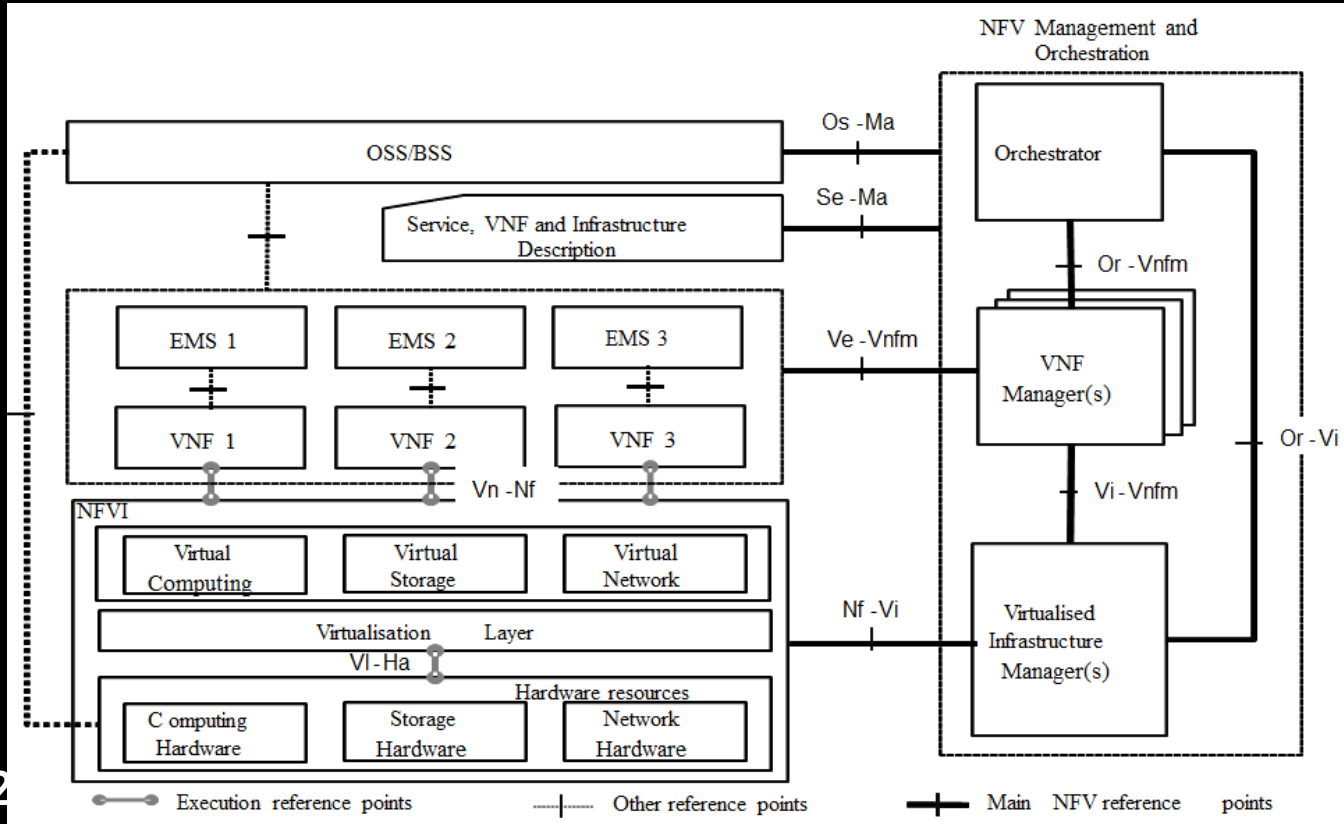 NFV Management and
Orchestration
Os -Ma
OSS/BSS
Orchestrator
Se -Ma
Service, VNF and Infrastructure
Description
Or -Vnfm
EMS 1
EMS 2
EMS 3
Ve -Vnfm
VNF
Manager(s)
VNF 1
VNF 2
VNF 3
Or -Vi
Vn -Nf
Vi -Vnfm
NFVI
Virtual
Computing
Virtual
Storage
Virtual
Network
Nf -Vi
Virtualised
Infrastructure
Manager(s)
Virtualisation Layer
Vl -Ha
Hardware resources
C omputing
Hardware
Storage
Hardware
Network
Hardware
Execution reference points
Other reference points
Main NFV reference points